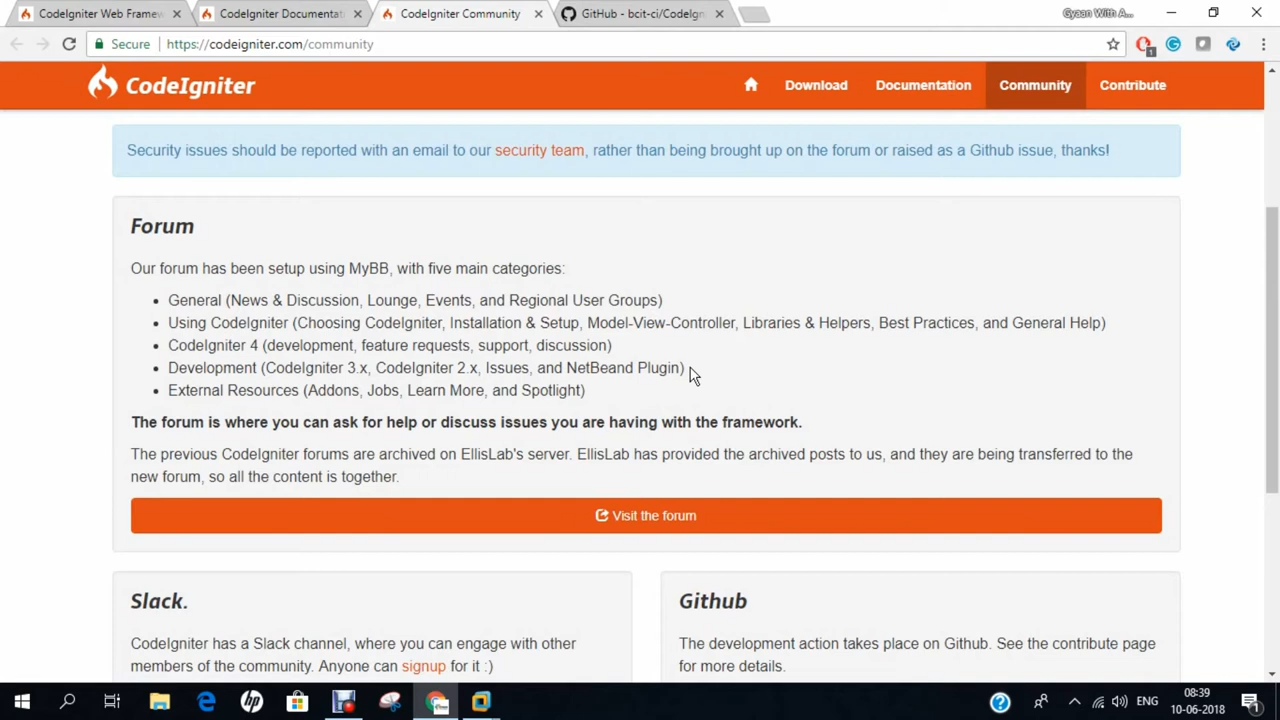 CodeIgniter Web Framew
CodeIgniter Documentati
CodeIgniter Community
GitHub - bcit-ci/CodeIgn
Gyaan With A...
Secure
https://codeigniter.com/community
1
CodeIgniter
Download
Documentation
Community
Contribute
Security issues should be reported with an email to our security team, rather than being brought up on the forum or raised as a Github issue, thanks!
Forum
Our forum has been setup using MyBB, with five main categories:
• General (News & Discussion, Lounge, Events, and Regional User Groups)
• Using CodeIgniter (Choosing CodeIgniter, Installation & Setup, Model-View-Controller, Libraries & Helpers, Best Practices, and General Help)
• CodeIgniter 4 (development, feature requests, support, discussion)
• Development (CodeIgniter 3.x, CodeIgniter 2.x, Issues, and NetBeand Plugin)
• External Resources (Addons, Jobs, Learn More, and Spotlight)
The forum is where you can ask for help or discuss issues you are having with the framework.
The previous CodeIgniter forums are archived on EllisLab's server. EllisLab has provided the archived posts to us, and they are being transferred to the
new forum, so all the content is together.
Visit the forum
Slack.
CodeIgniter has a Slack channel, where you can engage with other
members of the community. Anyone can signup for it :)
Github
The development action takes place on Github. See the contribute page
for more details.
hp
ENG
08:39
10-06-2018
1